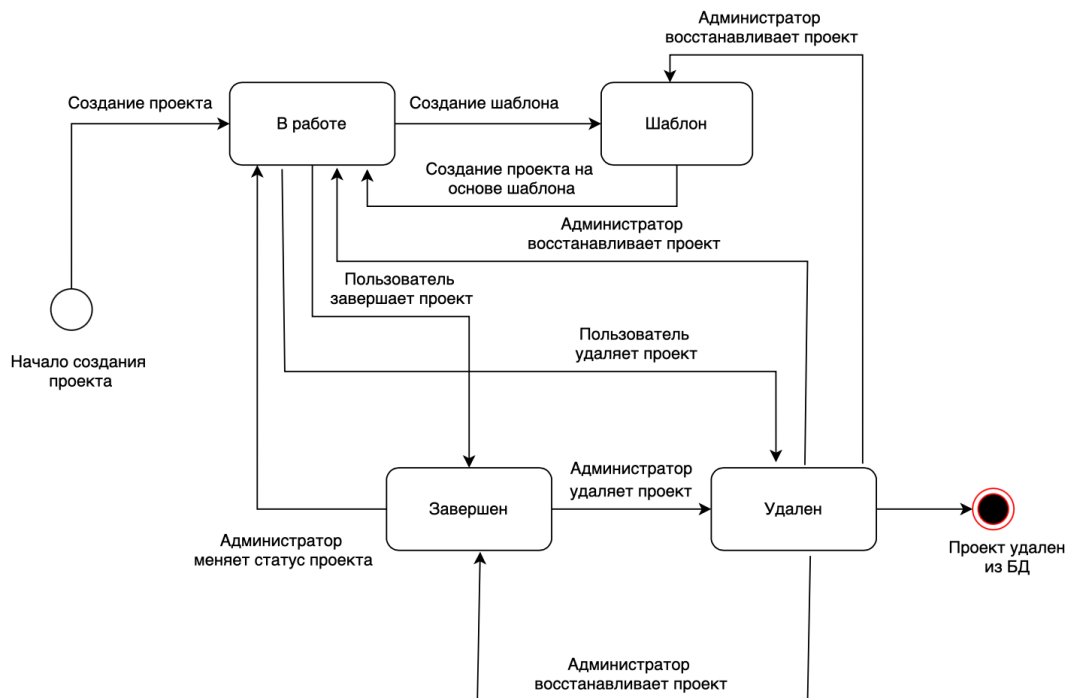 Администратор
восстанавливает проект
Создание проекта
В работе
Создание шаблона
Шаблон
Создание проекта на
основе шаблона
Администратор
восстанавливает проект
Пользователь
завершает проект
Начало создания
проекта
Пользователь
удаляет проект
Завершен
Администратор
удаляет проект
Удален
Администратор
меняет статус проекта
Проект удален
из БД
Администратор
восстанавливает проект